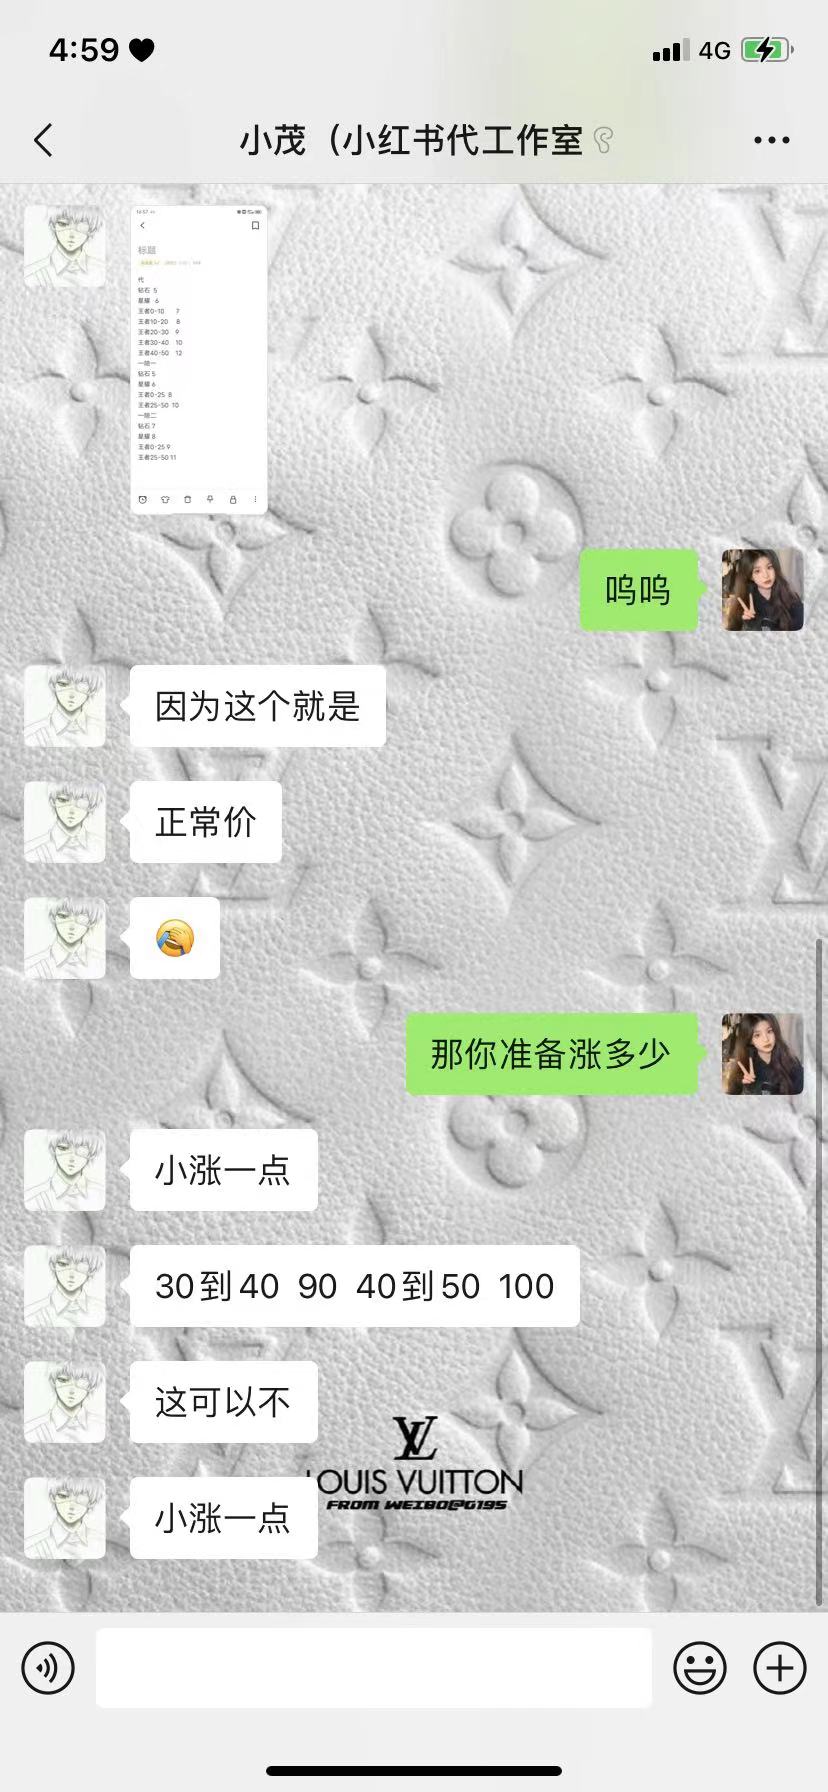 4:59
4G
小茂（小红书代工作室
标题
代
钻石 5
星耀 6
王者0-10 7
王者10-20 8
王者20-30 9
王者30-40 10
王者40-50 12
一陪一
钻石 5
星耀 6
王者0-25 8
王者25-50 10
一陪二
钻石 7
星耀 8
王者0-25 9
王者25-50 11
呜呜
因为这个就是
正常价
那你准备涨多少
小涨一点
30到40 90 40到50 100
这可以不
LOUIS VUITTON
FROM WEIBO@G195
小涨一点